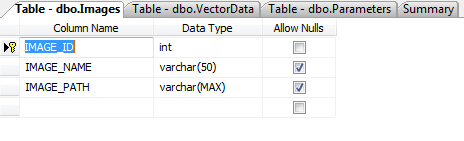 Table - dbo.Images Table - dbo.VectorData Table - dbo.Parameters Summary
Column Name Data Type Allow Nulls
IMAGE_ID int
IMAGE_NAME varchar(50)
IMAGE_PATH varchar(MAX)